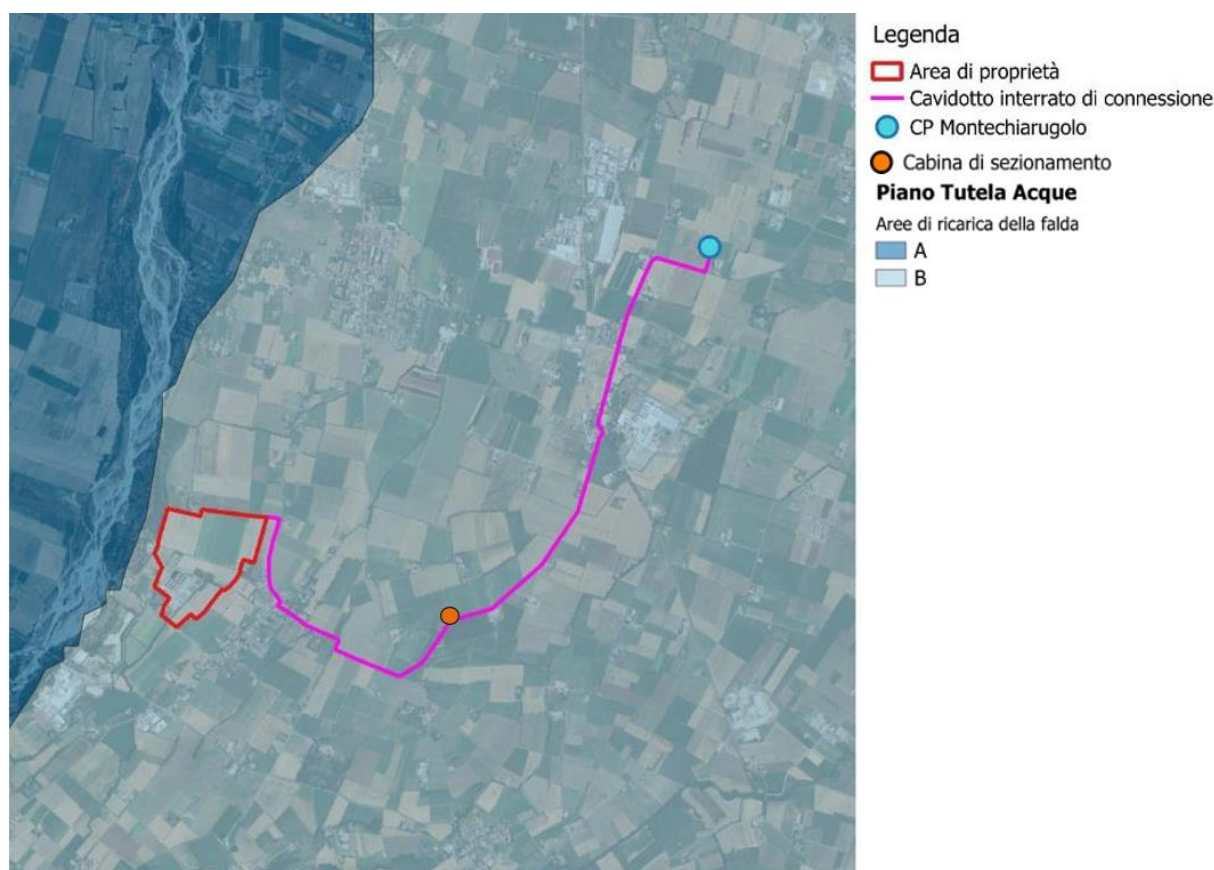 Legenda
Area di proprietà
Cavidotto interrato di connessione
CP Montechiarugolo
Cabina di sezionamento
Piano Tutela Acque
Aree di ricarica della falda
A
B